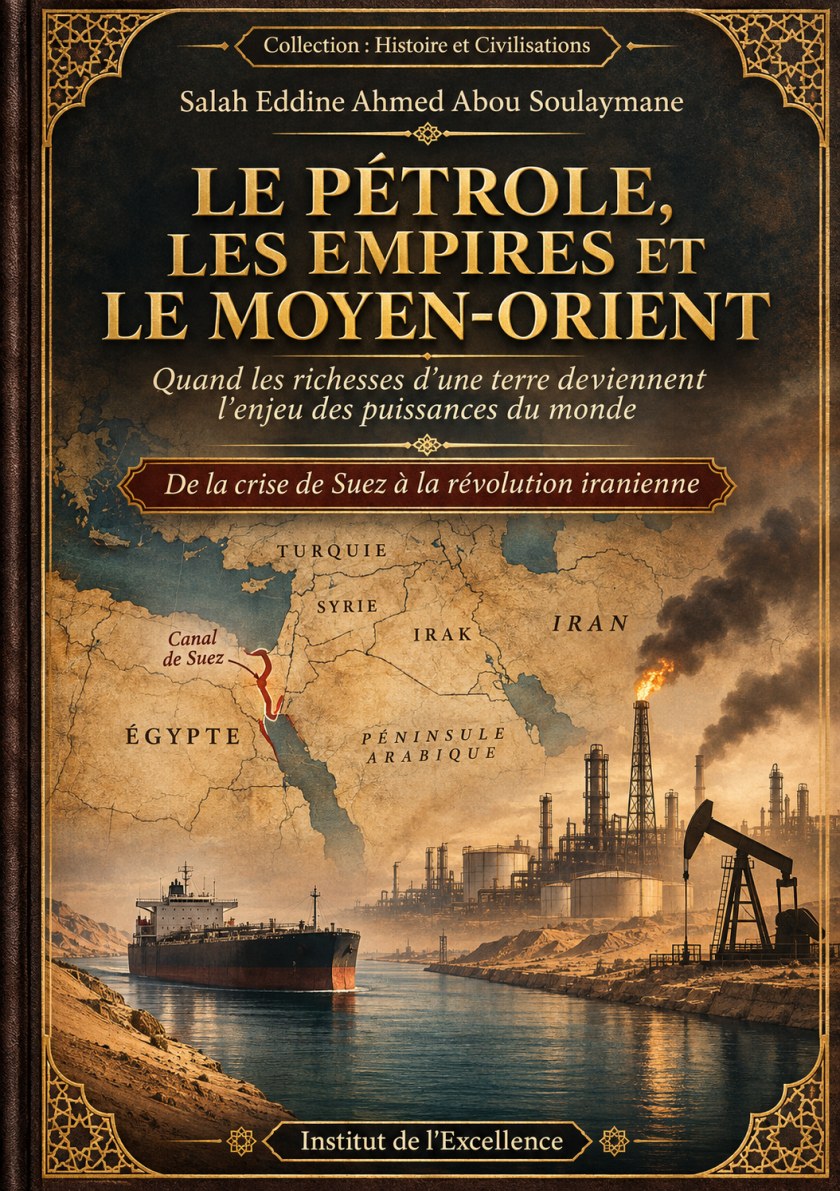 Collection : Histoire et Civilisations
Salah Eddine Ahmed Abou Soulaymane
LE PÉTROLE,
LES EMPIRES ET
LE MOYEN-ORIENT
Quand les richesses d'une terre deviennent
l'enjeu des puissances du monde
De la crise de Suez à la révolution iranienne
TURQUIE
SYRIE
IRAK
IRAN
Canal
de Suez
ÉGYPTE
PÉNINSULE
ARABIQUE
Institut de l'Excellence